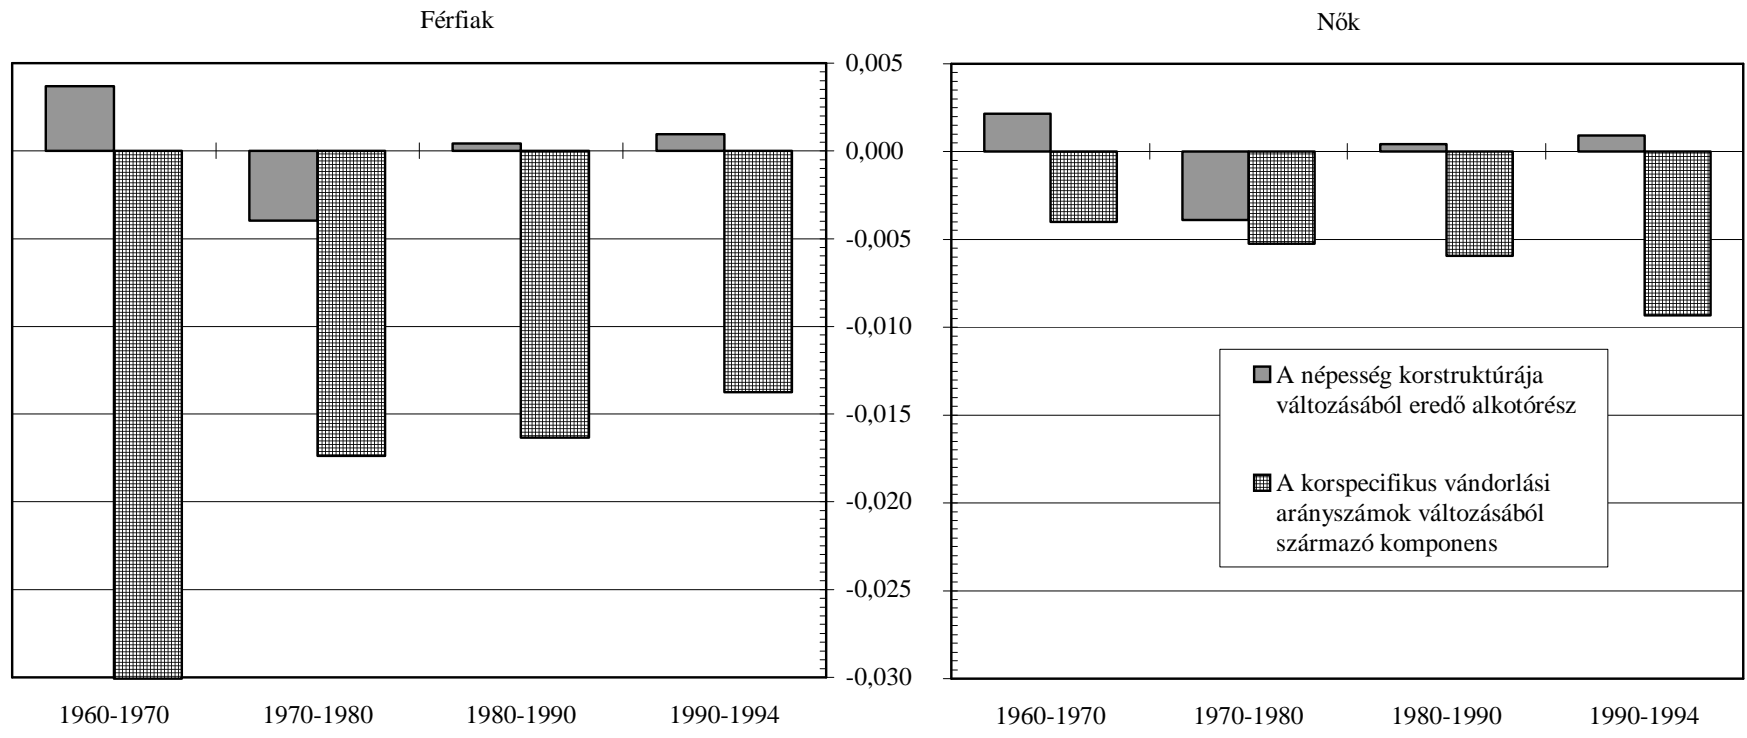 Férfiak
Nők
0,005
0,000
-0,005
-0,010
-0,015
-0,020
-0,025
-0,030
A népesség korstruktúrája
változásából eredő alkotórész
A korspecifikus vándorlási
arányszámok változásából
származó komponens
1960-1970 1970-1980 1980-1990 1990-1994
1960-1970 1970-1980 1980-1990 1990-1994